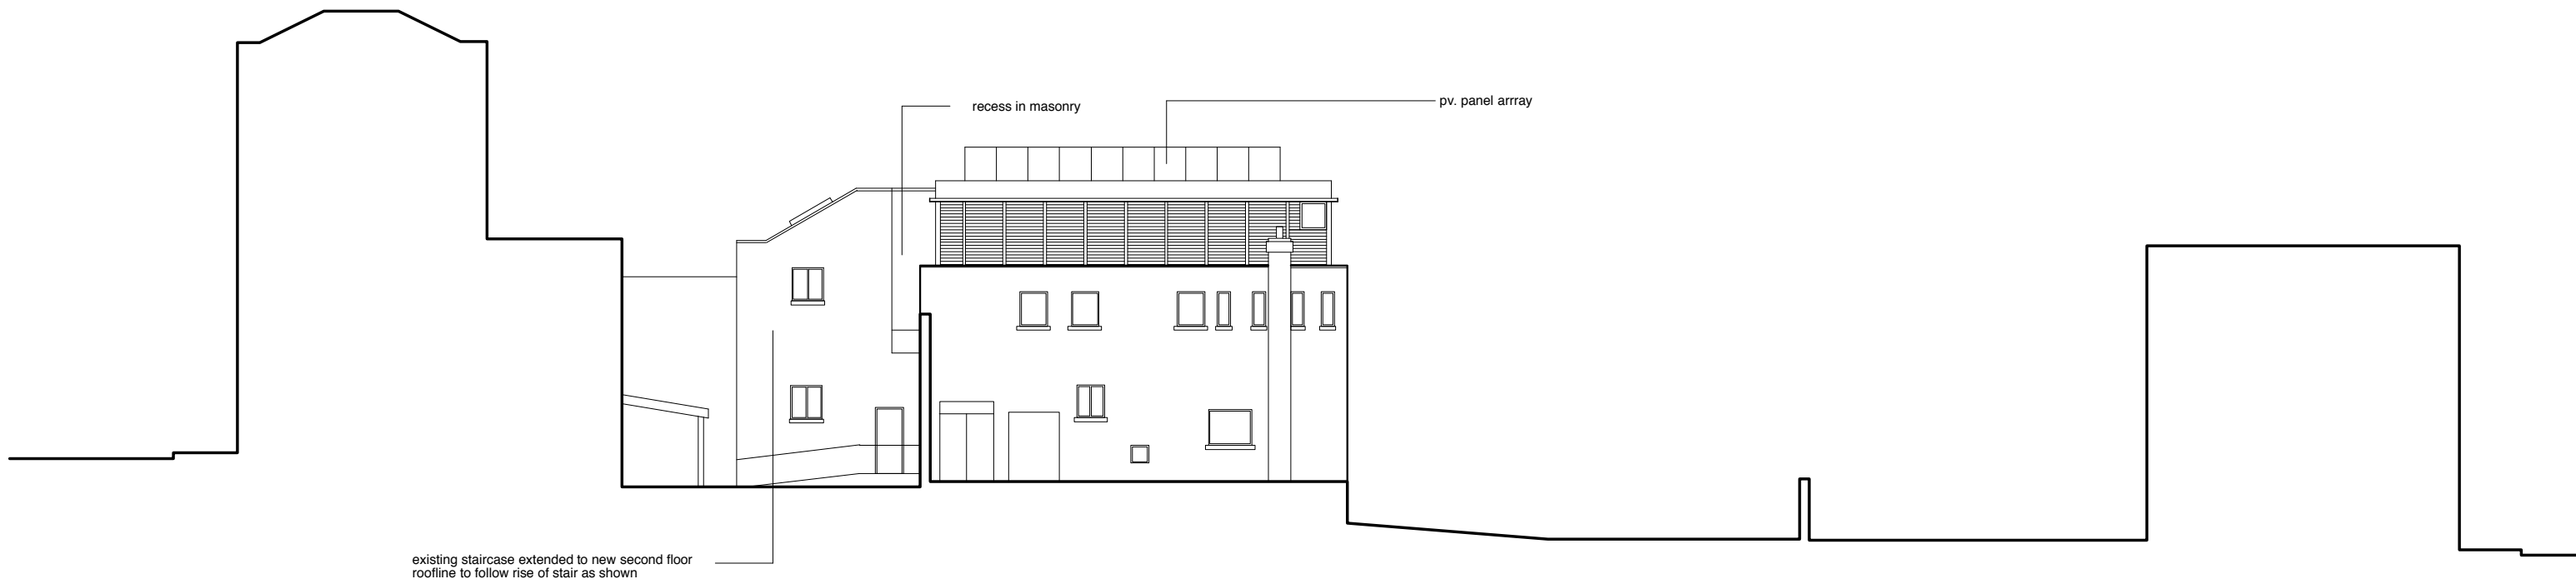 recess in masonry
pv. panel arrray
existing staircase extended to new second floor
roofline to follow rise of stair as shown